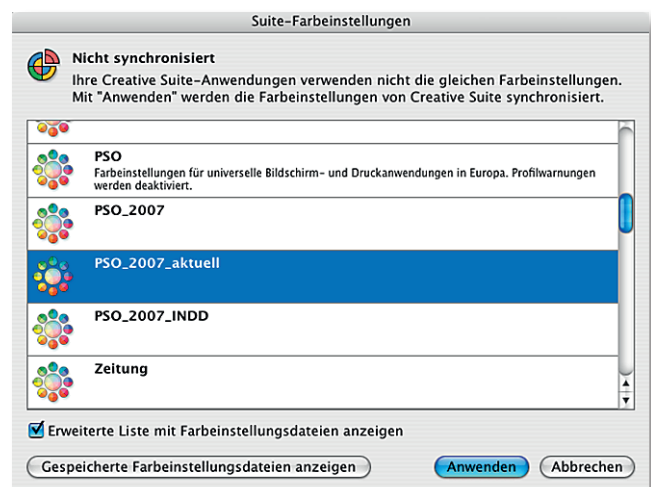 Suite-Farbeinstellungen
Nicht synchronisiert
Ihre Creative Suite-Anwendungen verwenden nicht die gleichen Farbeinstellungen.
Mit "Anwenden" werden die Farbeinstellungen von Creative Suite synchronisiert.
PSO
Farbeinstellungen für universelle Bildschirm- und Druckanwendungen in Europa. Profilwarnungen
werden deaktiviert.
PSO_2007
PSO_2007_aktuell
PSO_2007_INDD
Zeitung
Erweiterte Liste mit Farbeinstellungsdateien anzeigen
Gespeicherte Farbeinstellungsdateien anzeigen
Anwenden
Abbrechen